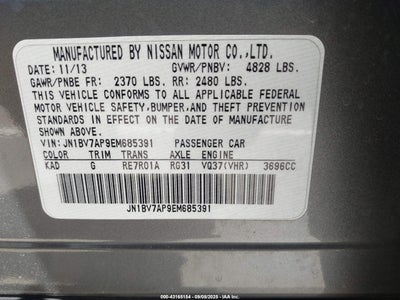 MANUFACTURED BY NISSAN MOTOR CO.,LTD.
DATE: 11/13 GVWR/PNBV: 4828 LBS.
GAWR/PNBE FR: 2370 LBS. RR: 2480 LBS.
THIS VEHICLE CONFORMS TO ALL APPLICABLE FEDERAL
MOTOR VEHICLE SAFETY, BUMPER, AND THEFT PREVENTION
STANDARDS IN EFFECT ON THE DATE OF MANUFACTURE
SHOWN ABOVE.
VIN: JN1BV7AP9EM685391 PASSENGER CAR
COLOR TRIM TRANS AXLE ENGINE
KAD G RE7R01A RG31 VQ37(VHR) 3696CC
JN1BV7AP9EM685391
000-43165154 - 09/09/2025 - www.iaai.com